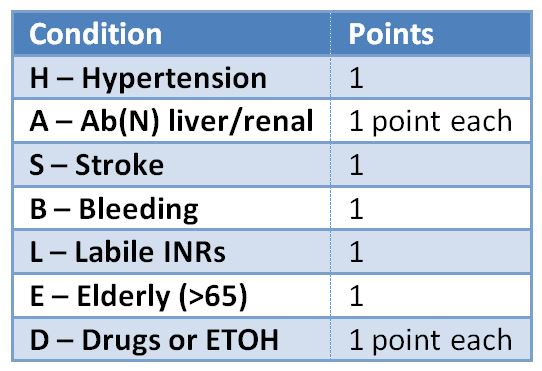 Condition Points
H – Hypertension 1
A – Ab(N) liver/renal 1 point each
S – Stroke 1
B – Bleeding 1
L – Labile INRs 1
E – Elderly (>65) 1
D – Drugs or ETOH 1 point each